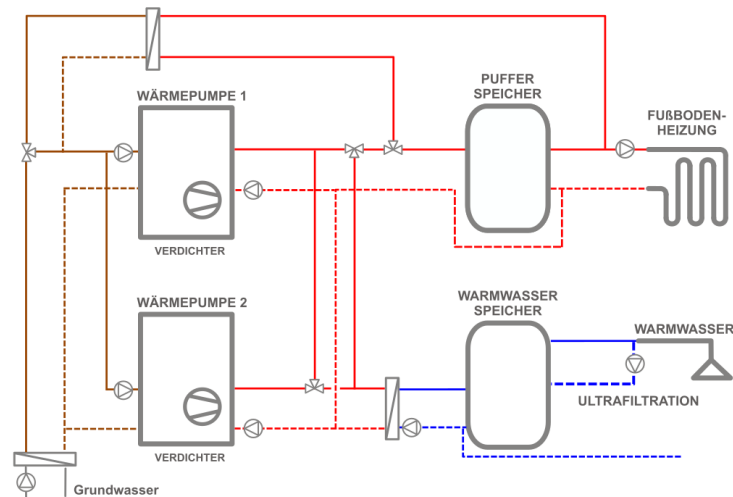 WÄRMEPUMPE 1
PUFFER
SPEICHER
FUßBODEN-
HEIZUNG
VERDICHTER
WÄRMEPUMPE 2
WARMWASSER
SPEICHER
WARMWASSER
ULTRAFILTRATION
VERDICHTER
Grundwasser